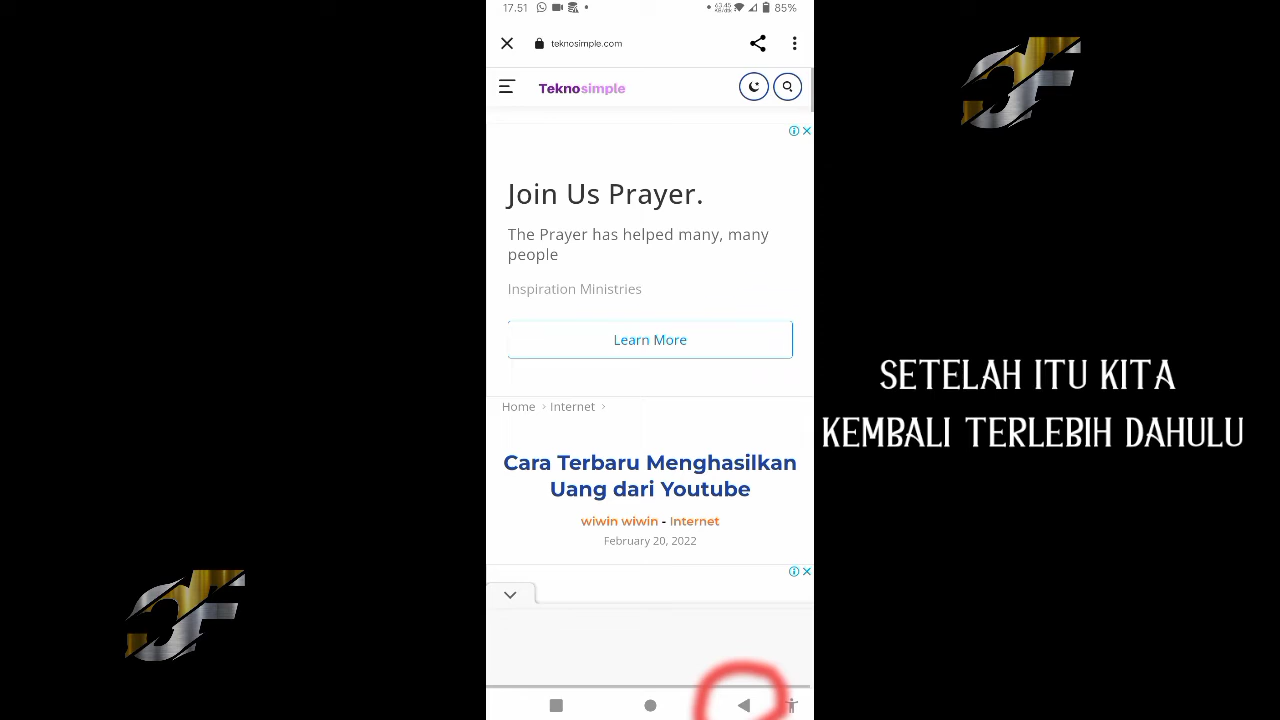 17.51
85%
teknosimple.com
Teknosimple
Join Us Prayer.
The Prayer has helped many, many
people
Inspiration Ministries
Learn More
Home > Internet >
Cara Terbaru Menghasilkan
Uang dari Youtube
wiwin wiwin - Internet
February 20, 2022
SETELAH ITU KITA
KEMBALI TERLEBIH DAHULU